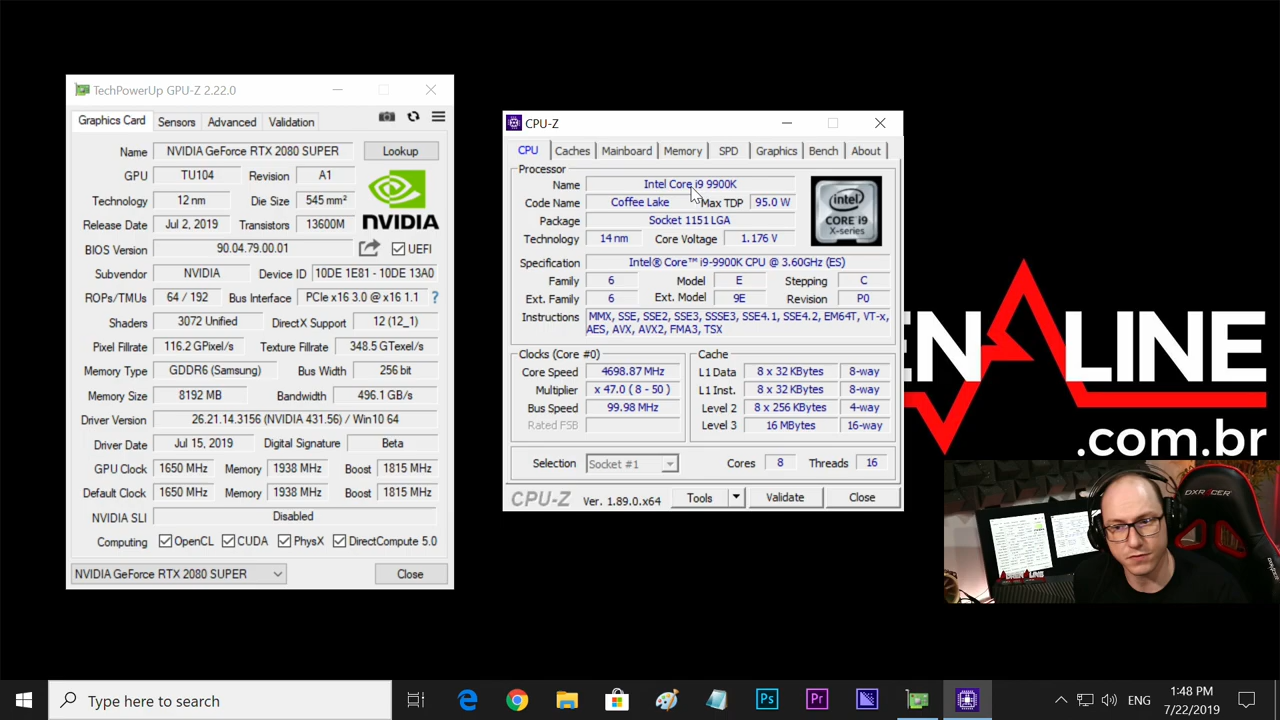 TechPowerUp GPU-Z 2.22.0
Graphics Card Sensors Advanced Validation
Name NVIDIA GeForce RTX 2080 SUPER Lookup
GPU TU104 Revision A1
Technology 12 nm Die Size 545 mm²
Release Date Jul 2, 2019 Transistors 13600M
NVIDIA
BIOS Version 90.04.79.00.01 UEFI
Subvendor NVIDIA Device ID 10DE 1E81 - 10DE 13A0
ROPs/TMUs 64 / 192 Bus Interface PCIe x16 3.0 @ x16 1.1 ?
Shaders 3072 Unified DirectX Support 12 (12_1)
Pixel Fillrate 116.2 GPixel/s Texture Fillrate 348.5 GTexel/s
Memory Type GDDR6 (Samsung) Bus Width 256 bit
Memory Size 8192 MB Bandwidth 496.1 GB/s
Driver Version 26.21.14.3156 (NVIDIA 431.56) / Win10 64
Driver Date Jul 15, 2019 Digital Signature Beta
GPU Clock 1650 MHz Memory 1938 MHz Boost 1815 MHz
Default Clock 1650 MHz Memory 1938 MHz Boost 1815 MHz
NVIDIA SLI Disabled
Computing OpenCL CUDA PhysX DirectCompute 5.0
NVIDIA GeForce RTX 2080 SUPER Close
CPU-Z
CPU Caches Mainboard Memory SPD Graphics Bench About
Processor
Name Intel Core i9 9900K
Code Name Coffee Lake Max TDP 95.0 W
Package Socket 1151 LGA
Technology 14 nm Core Voltage 1.176 V
intel
CORE i9
X-series
Specification Intel® Core™ i9-9900K CPU @ 3.60GHz (ES)
Family 6 Model E Stepping C
Ext. Family 6 Ext. Model 9E Revision P0
Instructions MMX, SSE, SSE2, SSE3, SSSE3, SSE4.1, SSE4.2, EM64T, VT-x,
AES, AVX, AVX2, FMA3, TSX
Clocks (Core #0)
Core Speed 4698.87 MHz
Multiplier x 47.0 ( 8 - 50 )
Bus Speed 99.98 MHz
Rated FSB
Cache
L1 Data 8 x 32 KBytes 8-way
L1 Inst. 8 x 32 KBytes 8-way
Level 2 8 x 256 KBytes 4-way
Level 3 16 MBytes 16-way
Selection Socket #1 Cores 8 Threads 16
CPU-Z Ver. 1.89.0.x64 Tools Validate Close
ENALINE
.com.br
DXRACER
Type here to search
Ps
Pr
ENG
1:48 PM
7/22/2019